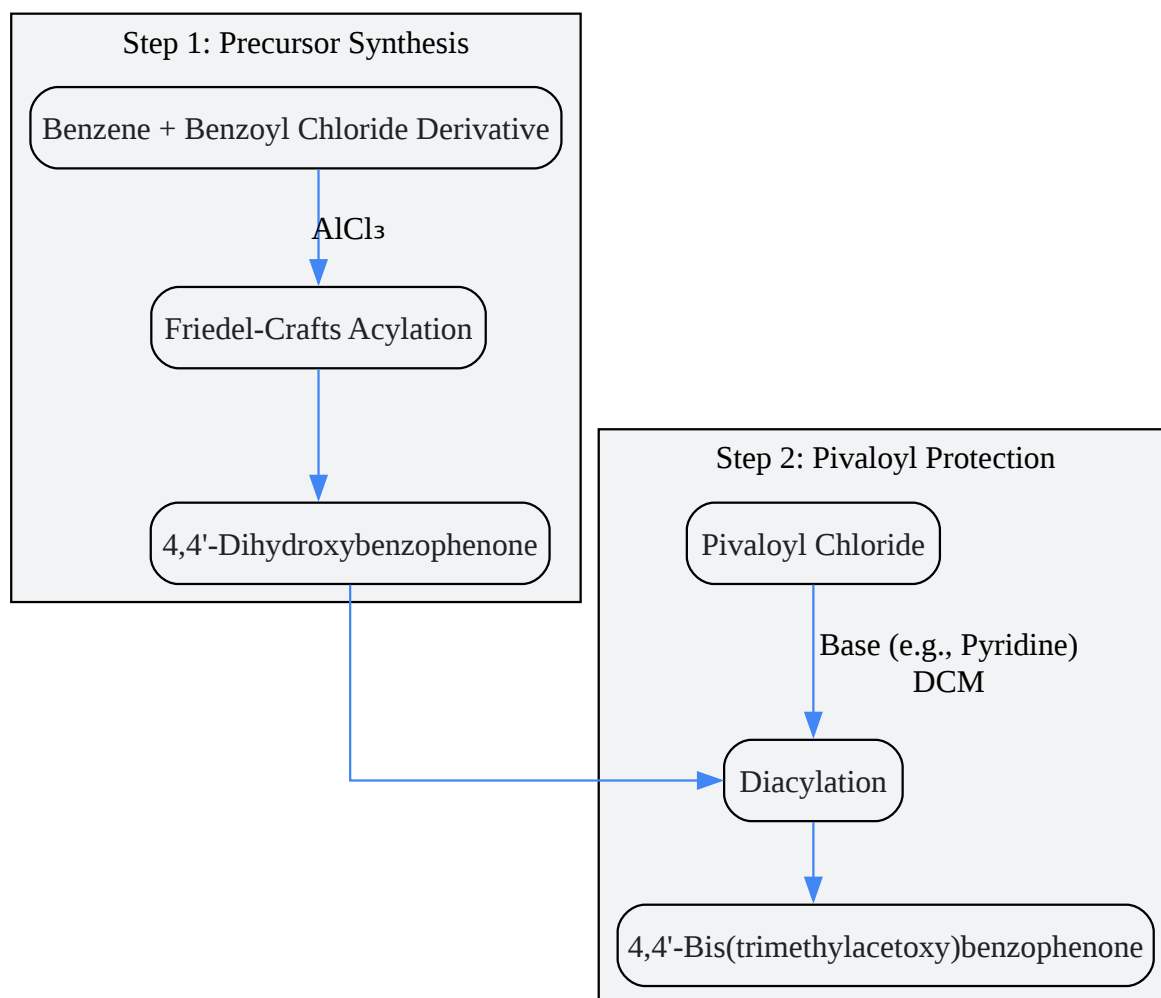 Step 1: Precursor Synthesis
Benzene + Benzoyl Chloride Derivative
AlCl₃
Friedel-Crafts Acylation
4,4'-Dihydroxybenzophenone
Step 2: Pivaloyl Protection
Pivaloyl Chloride
Base (e.g., Pyridine)
DCM
Diacylation
4,4'-Bis(trimethylacetoxy)benzophenone